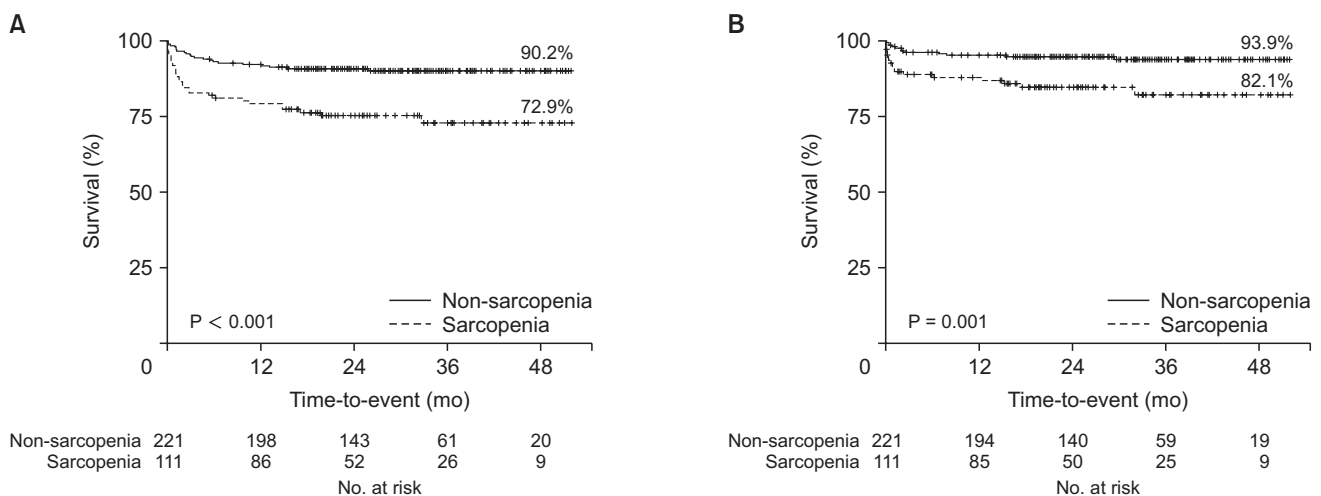 A
100
75
50
25
0
Survival (%)
90.2%
72.9%
Non-sarcopenia
Sarcopenia
P < 0.001
12 24 36 48
Time-to-event (mo)
Non-sarcopenia 221 198 143 61 20
Sarcopenia 111 86 52 26 9
No. at risk
B
100
75
50
25
0
Survival (%)
93.9%
82.1%
Non-sarcopenia
Sarcopenia
P = 0.001
12 24 36 48
Time-to-event (mo)
Non-sarcopenia 221 194 140 59 19
Sarcopenia 111 85 50 25 9
No. at risk